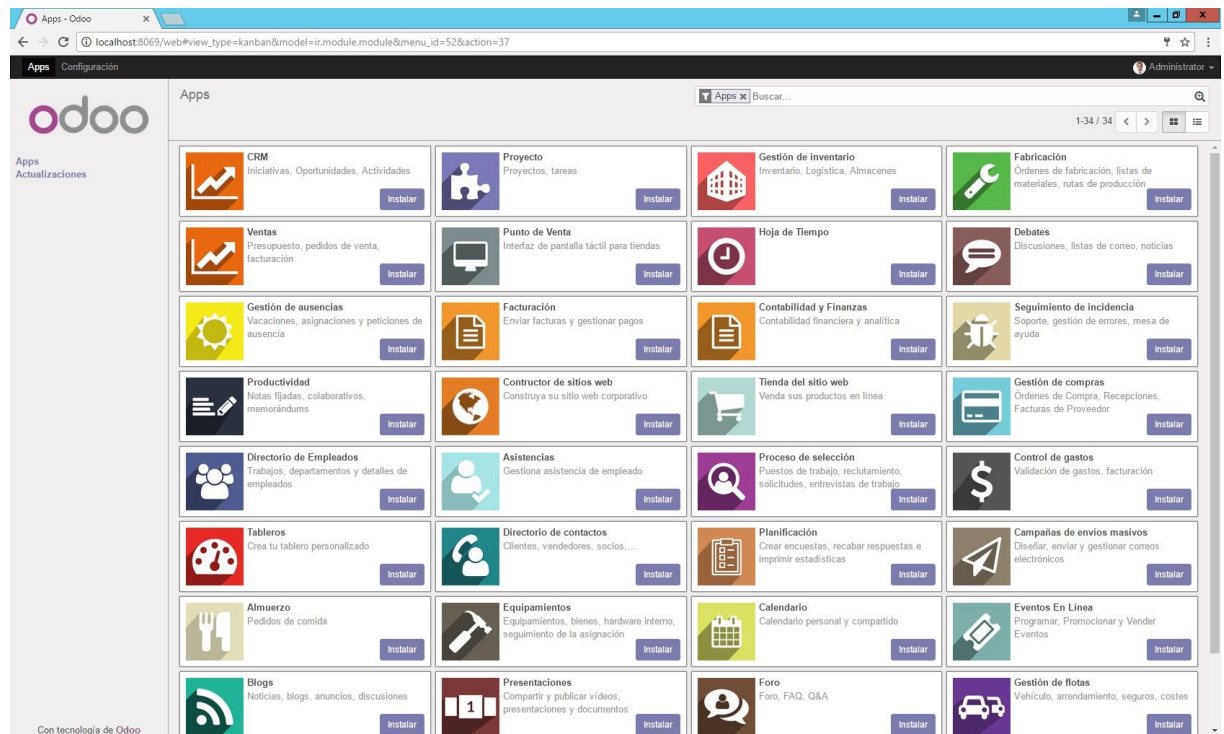 Apps - Odoo
localhost:8069/web#view_type=kanban&model=ir.module.module&menu_id=52&action=37
Apps Configuración Administrator
odoo
Apps
Apps Buscar...
1-34 / 34
Apps
Actualizaciones
CRM
Iniciativas, Oportunidades, Actividades
Instalar
Proyecto
Proyectos, tareas
Instalar
Gestión de inventario
Inventario, Logística, Almacenes
Instalar
Fabricación
Órdenes de fabricación, listas de
materiales, rutas de producción
Instalar
Ventas
Presupuesto, pedidos de venta,
facturación
Instalar
Punto de Venta
Interfaz de pantalla táctil para tiendas
Instalar
Hoja de Tiempo
Instalar
Debates
Discusiones, listas de correo, noticias
Instalar
Gestión de ausencias
Vacaciones, asignaciones y peticiones de
ausencia
Instalar
Facturación
Enviar facturas y gestionar pagos
Instalar
Contabilidad y Finanzas
Contabilidad financiera y analítica
Instalar
Seguimiento de incidencia
Soporte, gestión de errores, mesa de
ayuda
Instalar
Productividad
Notas fijadas, colaborativos,
memorándums
Instalar
Contructor de sitios web
Construya su sitio web corporativo
Instalar
Tienda del sitio web
Venda sus productos en línea
Instalar
Gestión de compras
Órdenes de Compra, Recepciones,
Facturas de Proveedor
Instalar
Directorio de Empleados
Trabajos, departamentos y detalles de
empleados
Instalar
Asistencias
Gestiona asistencia de empleado
Instalar
Proceso de selección
Puestos de trabajo, reclutamiento,
solicitudes, entrevistas de trabajo
Instalar
Control de gastos
Validación de gastos, facturación
Instalar
Tableros
Crea tu tablero personalizado
Instalar
Directorio de contactos
Clientes, vendedores, socios,...
Instalar
Planificación
Crear encuestas, recabar respuestas e
imprimir estadísticas
Instalar
Campañas de envíos masivos
Diseñar, enviar y gestionar correos
electrónicos
Instalar
Almuerzo
Pedidos de comida
Instalar
Equipamientos
Equipamientos, bienes, hardware interno,
seguimiento de la asignación
Instalar
Calendario
Calendario personal y compartido
Instalar
Eventos En Línea
Programar, Promocionar y Vender
Eventos
Instalar
Blogs
Noticias, blogs, anuncios, discusiones
Instalar
1
Presentaciones
Compartir y publicar vídeos,
presentaciones y documentos
Instalar
Foro
Foro, FAQ, Q&A
Instalar
Gestión de flotas
Vehículo, arrendamiento, seguros, costes
Instalar
Con tecnología de Odoo